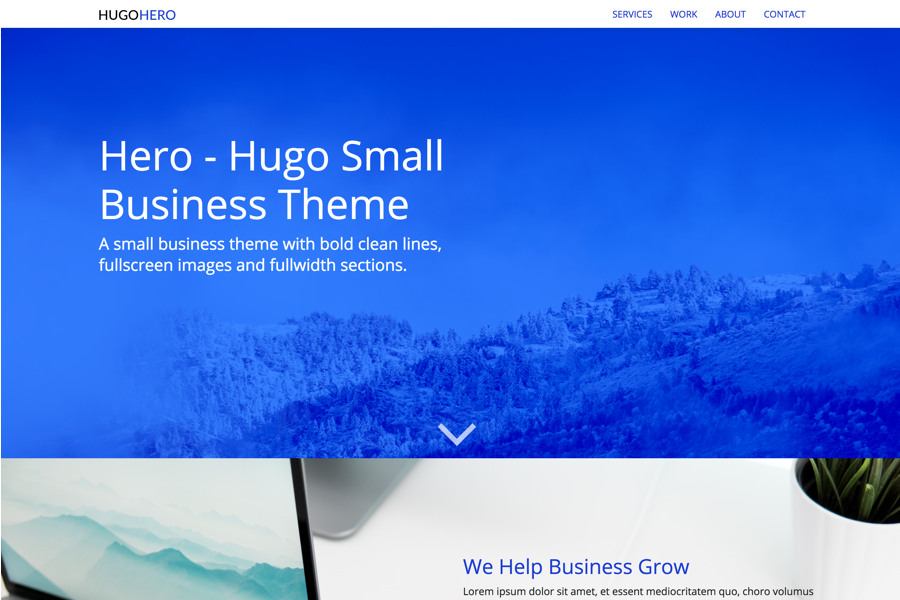 HUGOHERO
SERVICES WORK ABOUT CONTACT
Hero - Hugo Small
Business Theme
A small business theme with bold clean lines,
fullscreen images and fullwidth sections.
We Help Business Grow
Lorem ipsum dolor sit amet, et essent mediocritatem quo, choro volumus